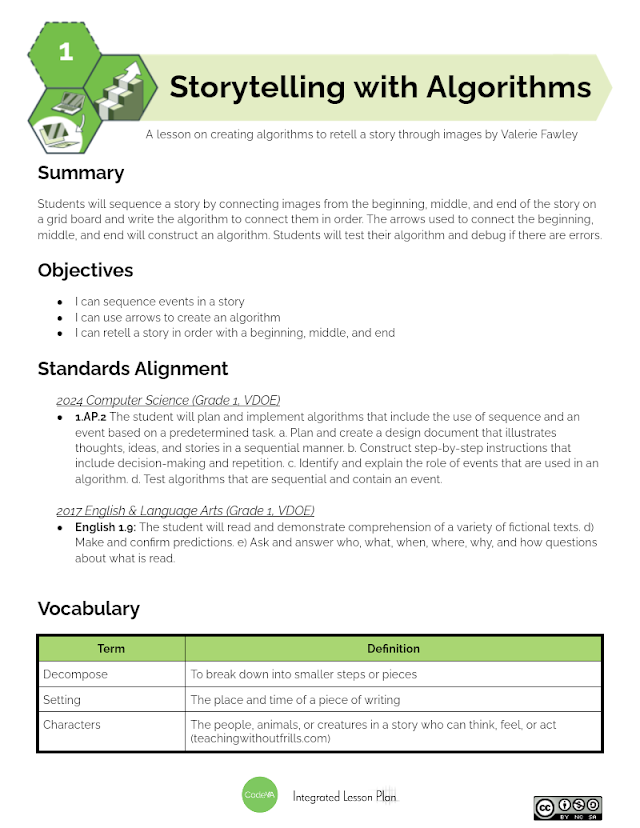 1
Storytelling with Algorithms
A lesson on creating algorithms to retell a story through images by Valerie Fawley
Summary
Students will sequence a story by connecting images from the beginning, middle, and end of the story on
a grid board and write the algorithm to connect them in order. The arrows used to connect the beginning,
middle, and end will construct an algorithm. Students will test their algorithm and debug if there are errors.
Objectives
● I can sequence events in a story
● I can use arrows to create an algorithm
● I can retell a story in order with a beginning, middle, and end
Standards Alignment
2024 Computer Science (Grade 1, VDOE)
● 1.AP.2 The student will plan and implement algorithms that include the use of sequence and an
event based on a predetermined task. a. Plan and create a design document that illustrates
thoughts, ideas, and stories in a sequential manner. b. Construct step-by-step instructions that
include decision-making and repetition. c. Identify and explain the role of events that are used in an
algorithm. d. Test algorithms that are sequential and contain an event.
2017 English & Language Arts (Grade 1, VDOE)
● English 1.9: The student will read and demonstrate comprehension of a variety of fictional texts. d)
Make and confirm predictions. e) Ask and answer who, what, when, where, why, and how questions
about what is read.
Vocabulary
Term Definition
Decompose To break down into smaller steps or pieces
Setting The place and time of a piece of writing
Characters The people, animals, or creatures in a story who can think, feel, or act
(teachingwithoutfrills.com)
CodeVA Integrated Lesson Plan
cc BY NC SA